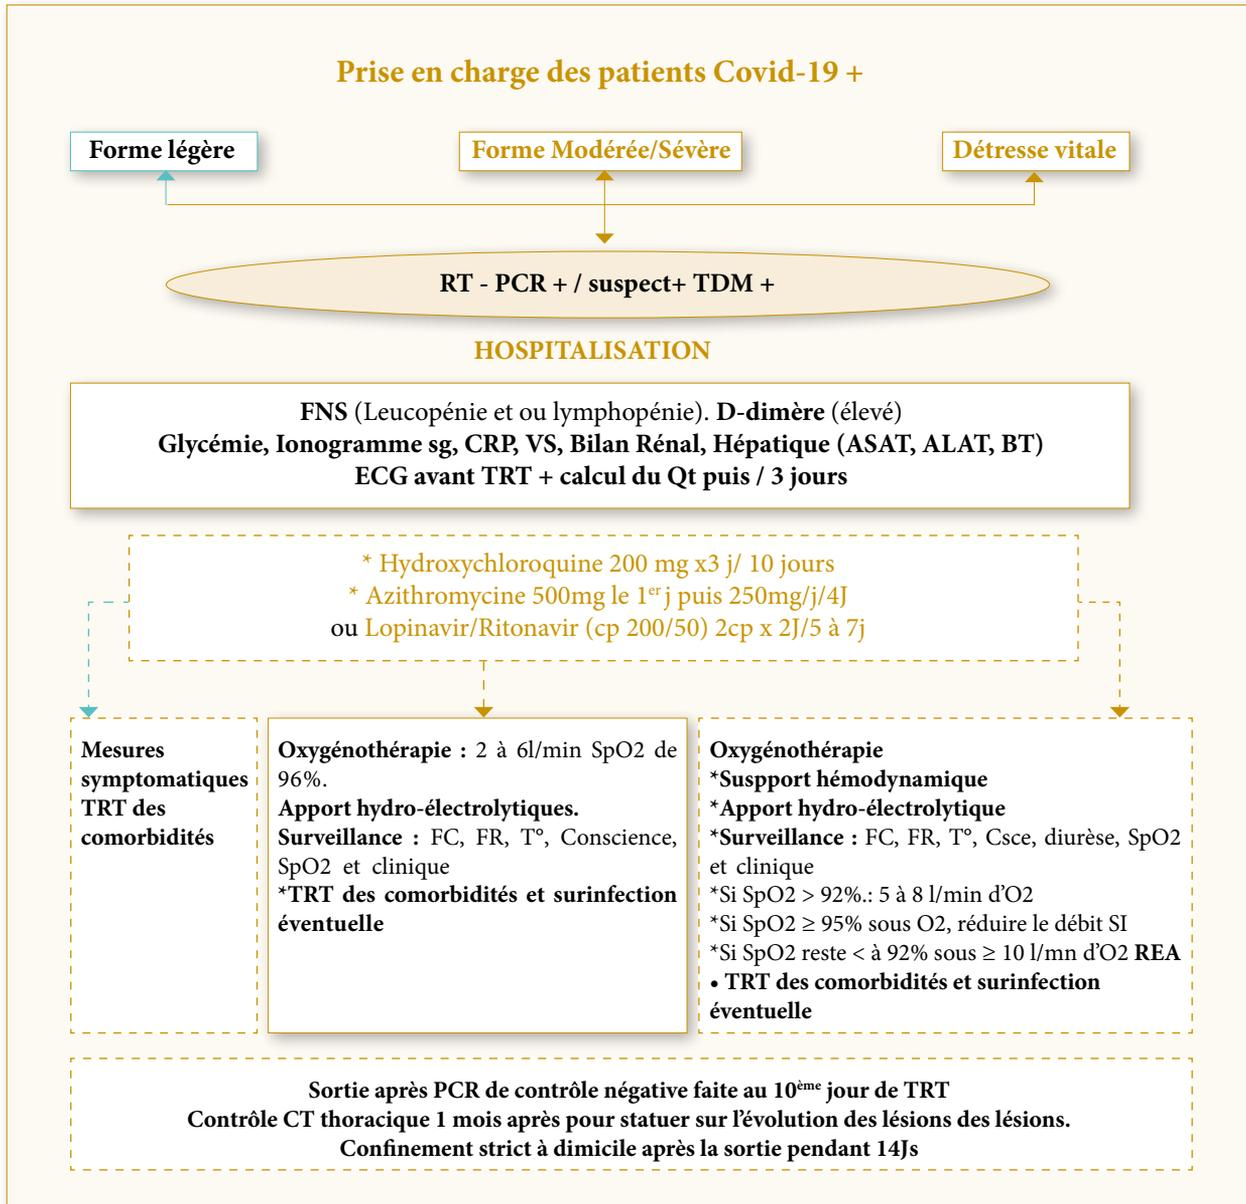 Prise en charge des patients Covid-19 +
Forme légère
Forme Modérée/Sévère
Détresse vitale
RT - PCR + / suspect+ TDM +
HOSPITALISATION
FNS (Leucopénie et ou lymphopénie). D-dimère (élevé)
Glycémie, Ionogramme sg, CRP, VS, Bilan Rénal, Hépatique (ASAT, ALAT, BT)
ECG avant TRT + calcul du Qt puis / 3 jours
* Hydroxychloroquine 200 mg x3 j/ 10 jours
* Azithromycine 500mg le 1er j puis 250mg/j/4J
ou Lopinavir/Ritonavir (cp 200/50) 2cp x 2J/5 à 7j
Mesures
symptomatiques
TRT des
comorbidités
Oxygénothérapie : 2 à 6l/min SpO2 de
96%.
Apport hydro-électrolytiques.
Surveillance : FC, FR, T°, Conscience,
SpO2 et clinique
*TRT des comorbidités et surinfection
éventuelle
Oxygénothérapie
*Suspport hémodynamique
*Apport hydro-électrolytique
*Surveillance : FC, FR, T°, Csce, diurèse, SpO2
et clinique
*Si SpO2 > 92%.: 5 à 8 l/min d'O2
*Si SpO2 ≥ 95% sous O2, réduire le débit SI
*Si SpO2 reste < à 92% sous ≥ 10 l/mn d'O2 REA
• TRT des comorbidités et surinfection
éventuelle
Sortie après PCR de contrôle négative faite au 10ème jour de TRT
Contrôle CT thoracique 1 mois après pour statuer sur l'évolution des lésions des lésions.
Confinement strict à dimicile après la sortie pendant 14Js